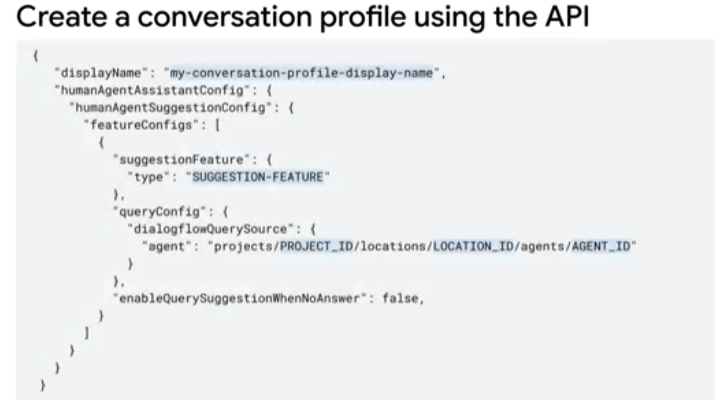 Create a conversation profile using the API
{
"displayName": "my-conversation-profile-display-name",
"humanAgentAssistantConfig": {
"humanAgentSuggestionConfig": {
"featureConfigs": [
{
"suggestionFeature": {
"type": "SUGGESTION-FEATURE"
},
"queryConfig": {
"dialogflowQuerySource": {
"agent": "projects/PROJECT_ID/locations/LOCATION_ID/agents/AGENT_ID"
}
},
"enableQuerySuggestionWhenNoAnswer": false,
}
]
}
}
}